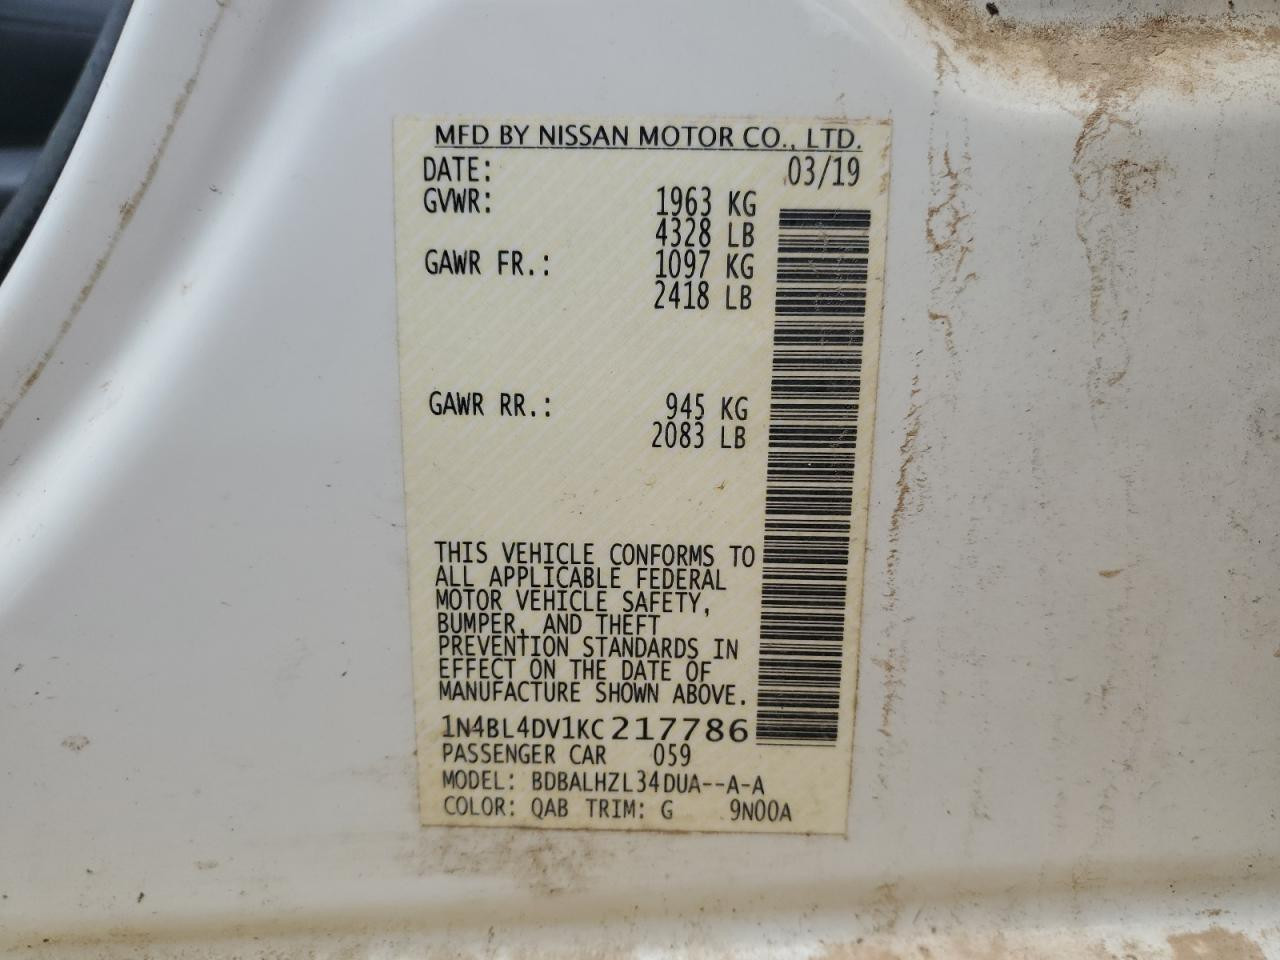 MFD BY NISSAN MOTOR CO., LTD.
DATE: 03/19
GVWR: 1963 KG
4328 LB
GAWR FR.: 1097 KG
2418 LB
GAWR RR.: 945 KG
2083 LB
THIS VEHICLE CONFORMS TO
ALL APPLICABLE FEDERAL
MOTOR VEHICLE SAFETY,
BUMPER, AND THEFT
PREVENTION STANDARDS IN
EFFECT ON THE DATE OF
MANUFACTURE SHOWN ABOVE.
1N4BL4DV1KC217786
PASSENGER CAR 059
MODEL: BDBALHZL34DUA--A-A
COLOR: QAB TRIM: G 9N00A